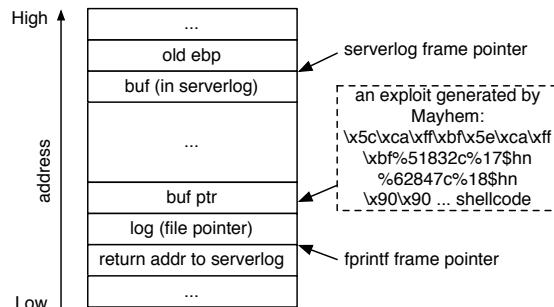 High
address
Low
...
old ebp
buf (in serverlog)
...
buf ptr
log (file pointer)
return addr to serverlog
...
serverlog frame pointer
an exploit generated by
Mayhem:
\x5c\xca\xff\xbf\x5e\xca\xff
\xbf%51832c%17$hn
%62847c%18$hn
\x90\x90 ... shellcode
fprintf frame pointer